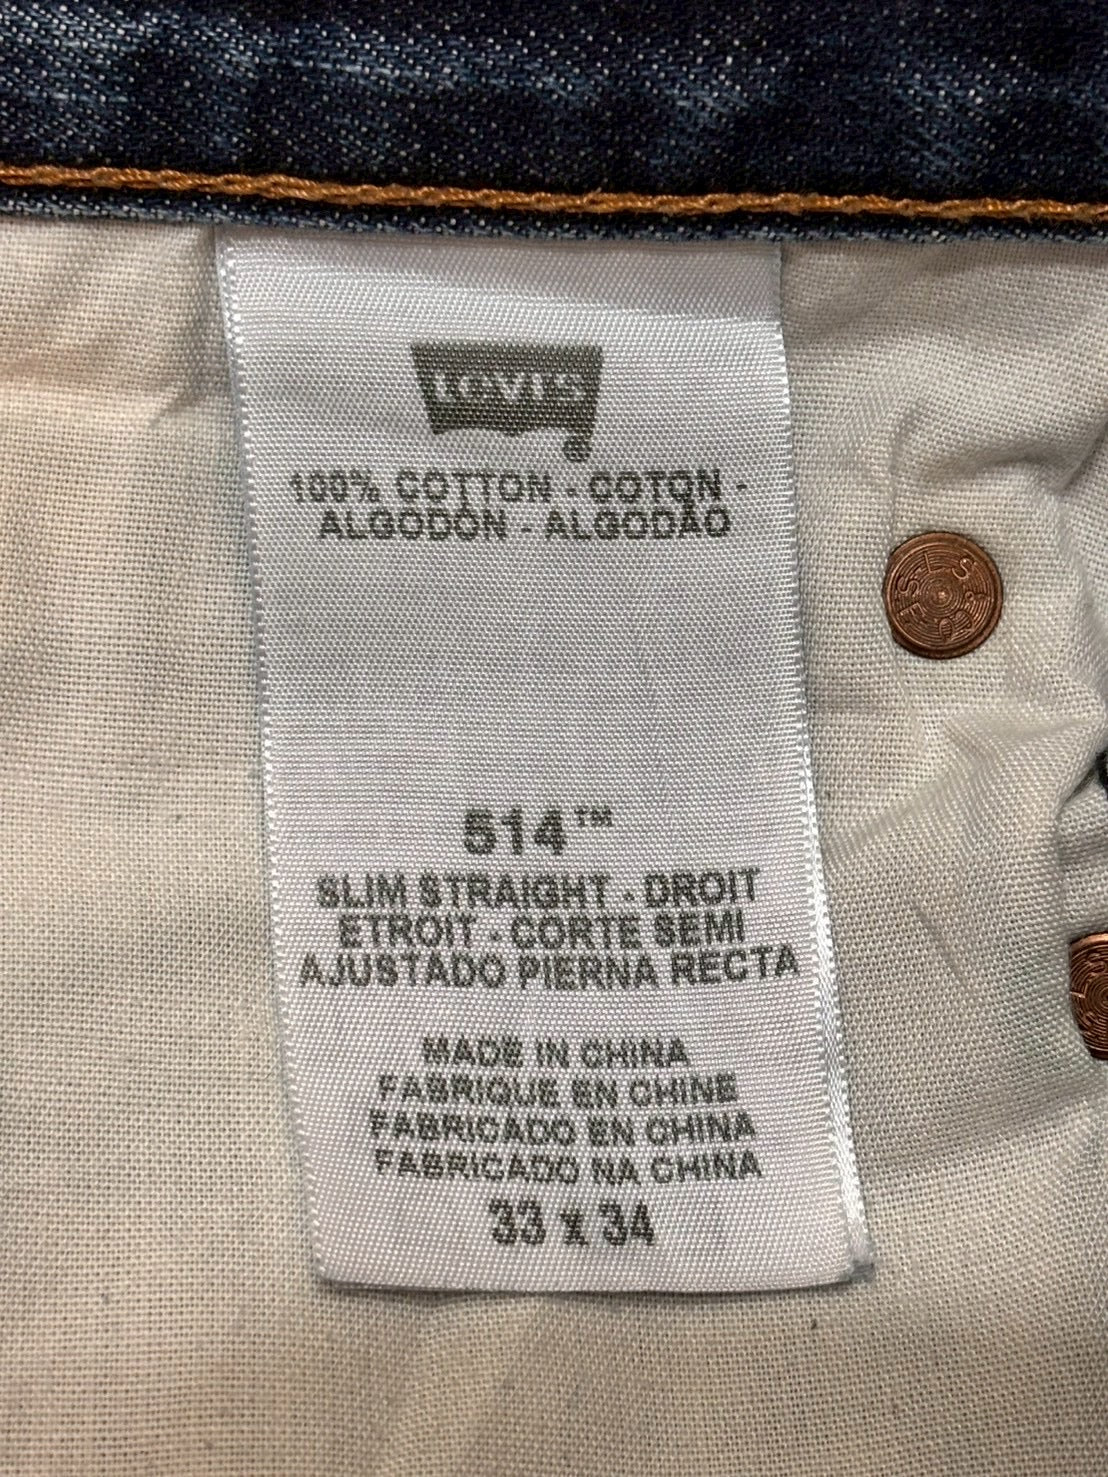 Levi's
100% COTTON - COTON -
ALGODÓN - ALGODÃO
514™
SLIM STRAIGHT - DROIT
ETROIT - CORTE SEMI
AJUSTADO PIERNA RECTA
MADE IN CHINA
FABRIQUE EN CHINE
FABRICADO EN CHINA
FABRICADO NA CHINA
33 x 34